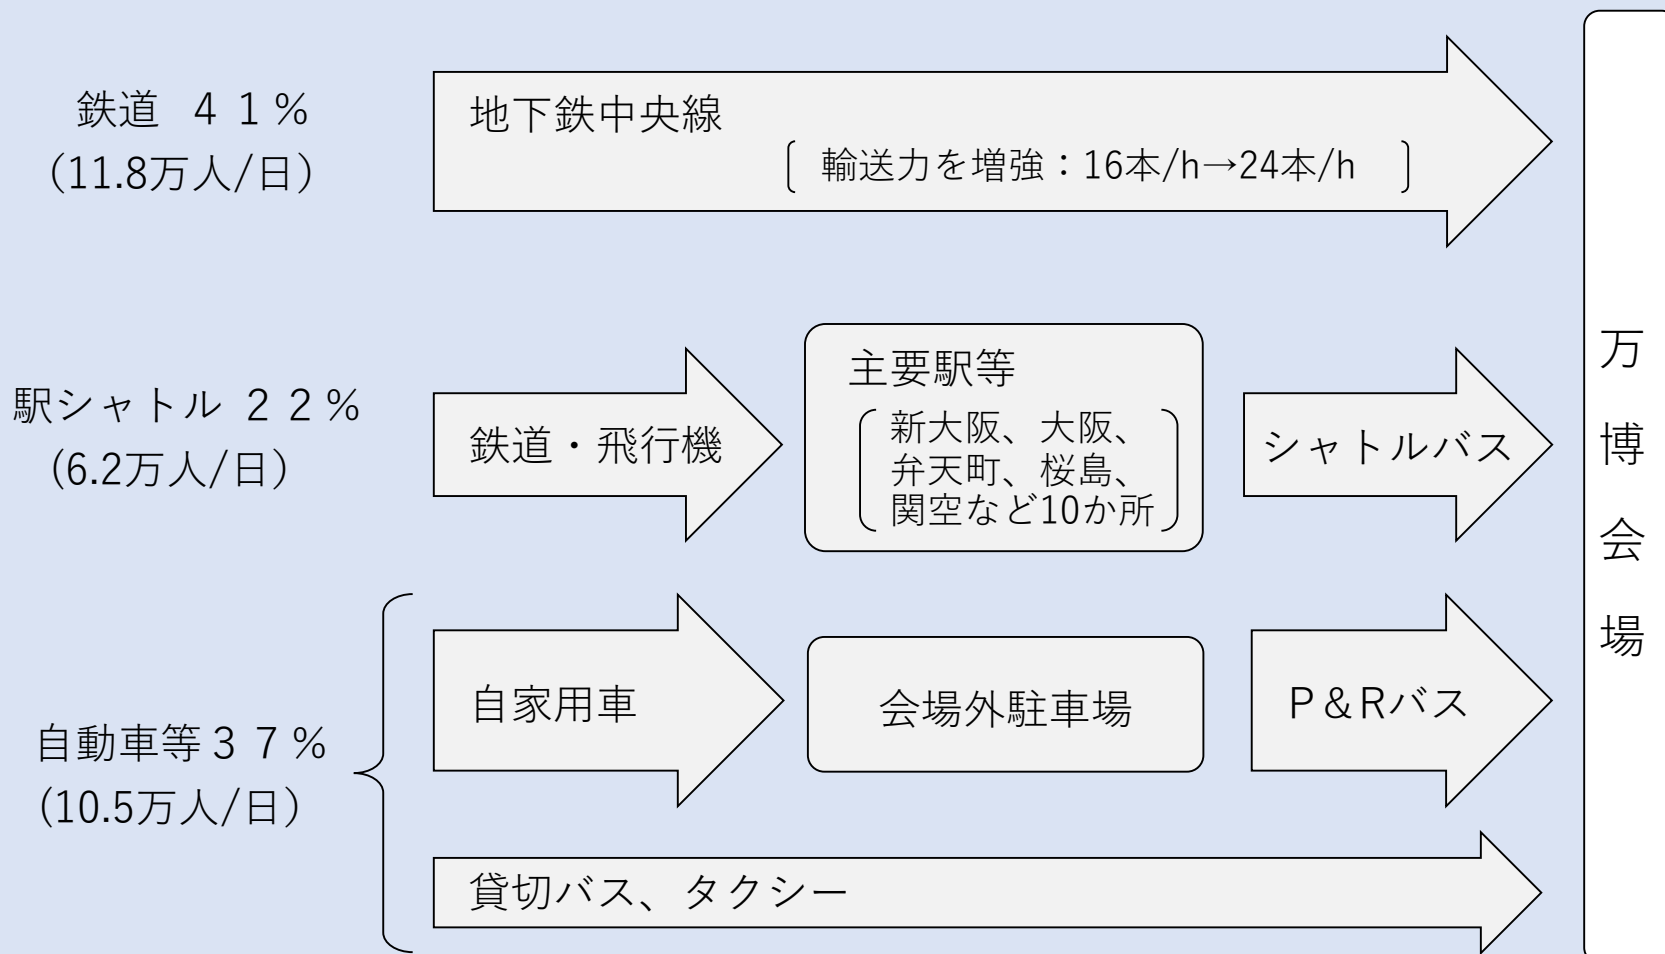 鉄道 41%
(11.8万人/日)
地下鉄中央線
〔 輸送力を増強：16本/h→24本/h 〕
駅シャトル 22%
(6.2万人/日)
鉄道・飛行機
主要駅等
新大阪、大阪、
弁天町、桜島、
関空など10か所
シャトルバス
自動車等37%
(10.5万人/日)
自家用車
会場外駐車場
P&Rバス
貸切バス、タクシー
万博会場